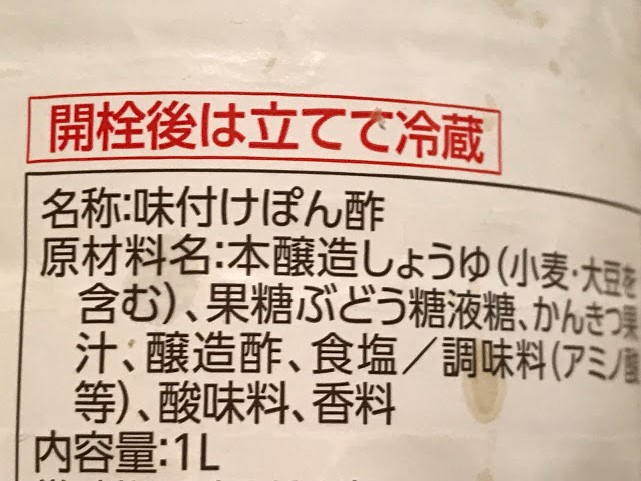 開栓後は立てて冷蔵
名称:味付けぽん酢
原材料名:本醸造しょうゆ(小麦・大豆を
含む)、果糖ぶどう糖液糖、かんきつ果
汁、醸造酢、食塩／調味料(アミノ酸
等)、酸味料、香料
内容量:1L